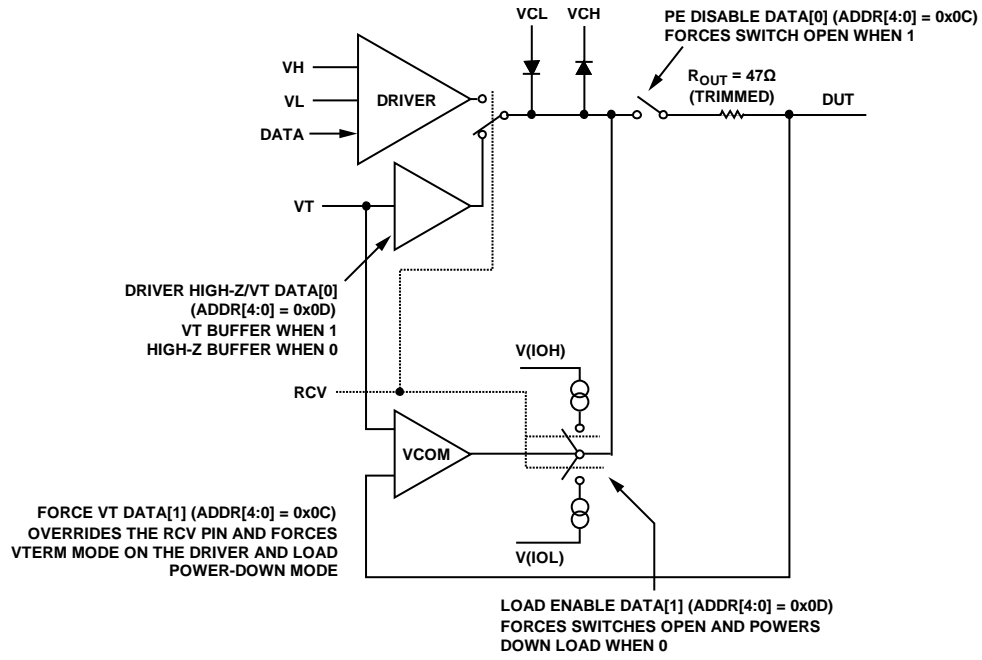 VCL
VCH
PE DISABLE DATA[0] (ADDR[4:0] = 0x0C)
FORCES SWITCH OPEN WHEN 1
VH
VL
DATA
DRIVER
ROUT = 47Ω
(TRIMMED)
DUT
VT
DRIVER HIGH-Z/VT DATA[0]
(ADDR[4:0] = 0x0D)
VT BUFFER WHEN 1
HIGH-Z BUFFER WHEN 0
V(IOH)
RCV
VCOM
FORCE VT DATA[1] (ADDR[4:0] = 0x0C)
OVERRIDES THE RCV PIN AND FORCES
VTERM MODE ON THE DRIVER AND LOAD
POWER-DOWN MODE
V(IOL)
LOAD ENABLE DATA[1] (ADDR[4:0] = 0x0D)
FORCES SWITCHES OPEN AND POWERS
DOWN LOAD WHEN 0